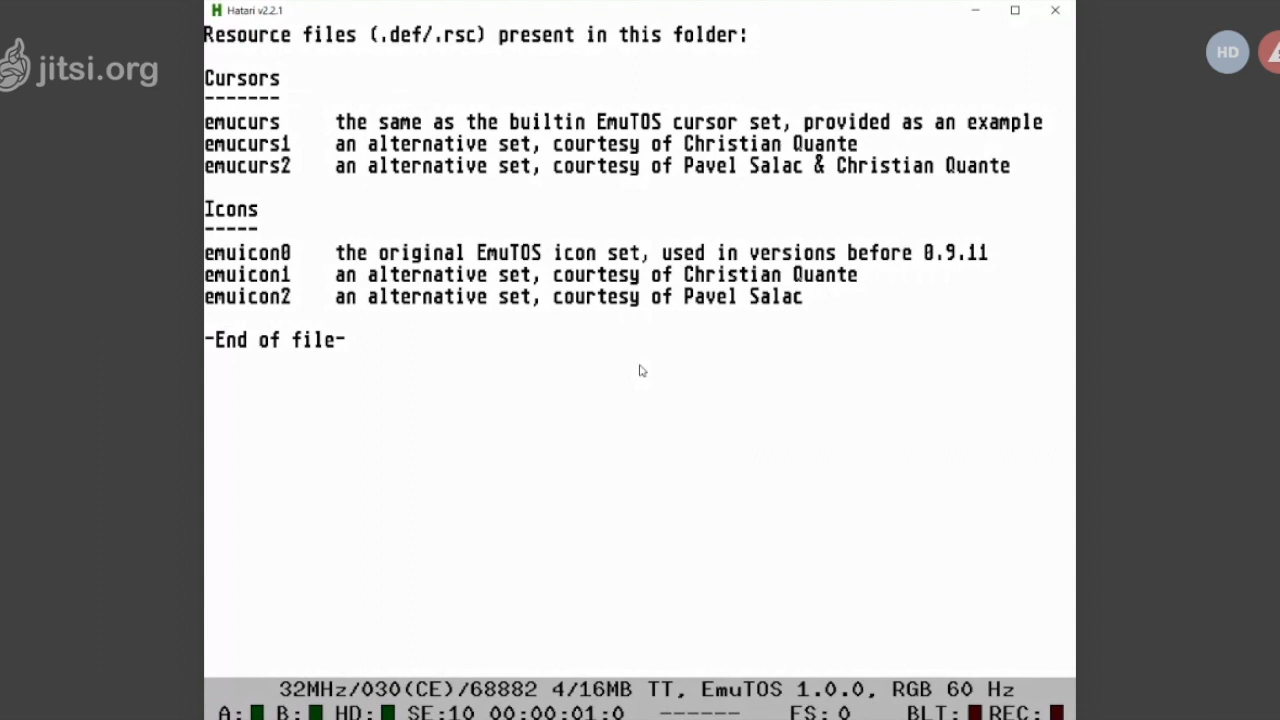 Hatari v2.2.1
Resource files (.def/.rsc) present in this folder:
jitsi.org
HD
Cursors
-------
emucurs    the same as the builtin EmuTOS cursor set, provided as an example
emucurs1    an alternative set, courtesy of Christian Quante
emucurs2    an alternative set, courtesy of Pavel Salac & Christian Quante
Icons
-----
emuicon0    the original EmuTOS icon set, used in versions before 0.9.11
emuicon1    an alternative set, courtesy of Christian Quante
emuicon2    an alternative set, courtesy of Pavel Salac
-End of file-
32MHz/030(CE)/68882 4/16MB TT, EmuTOS 1.0.0, RGB 60 Hz
A: B: HD: SE:10 00:00:01:0 ------ FS: 0 BLT: REC: